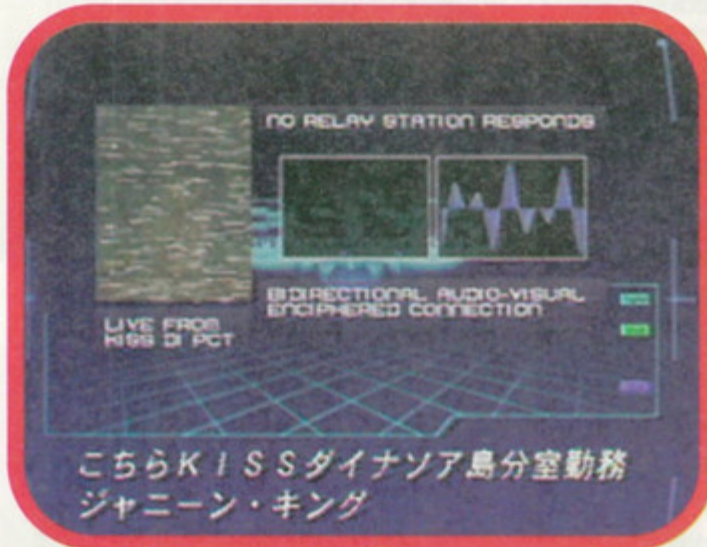 NO RELAY STATION RESPONDS
BIDIRECTIONAL AUDIO-VISUAL
ENCIPHERED CONNECTION
LIVE FROM
KISS DI PCT
こちらKISSダイナソア島分室勤務
ジャニーン・キング